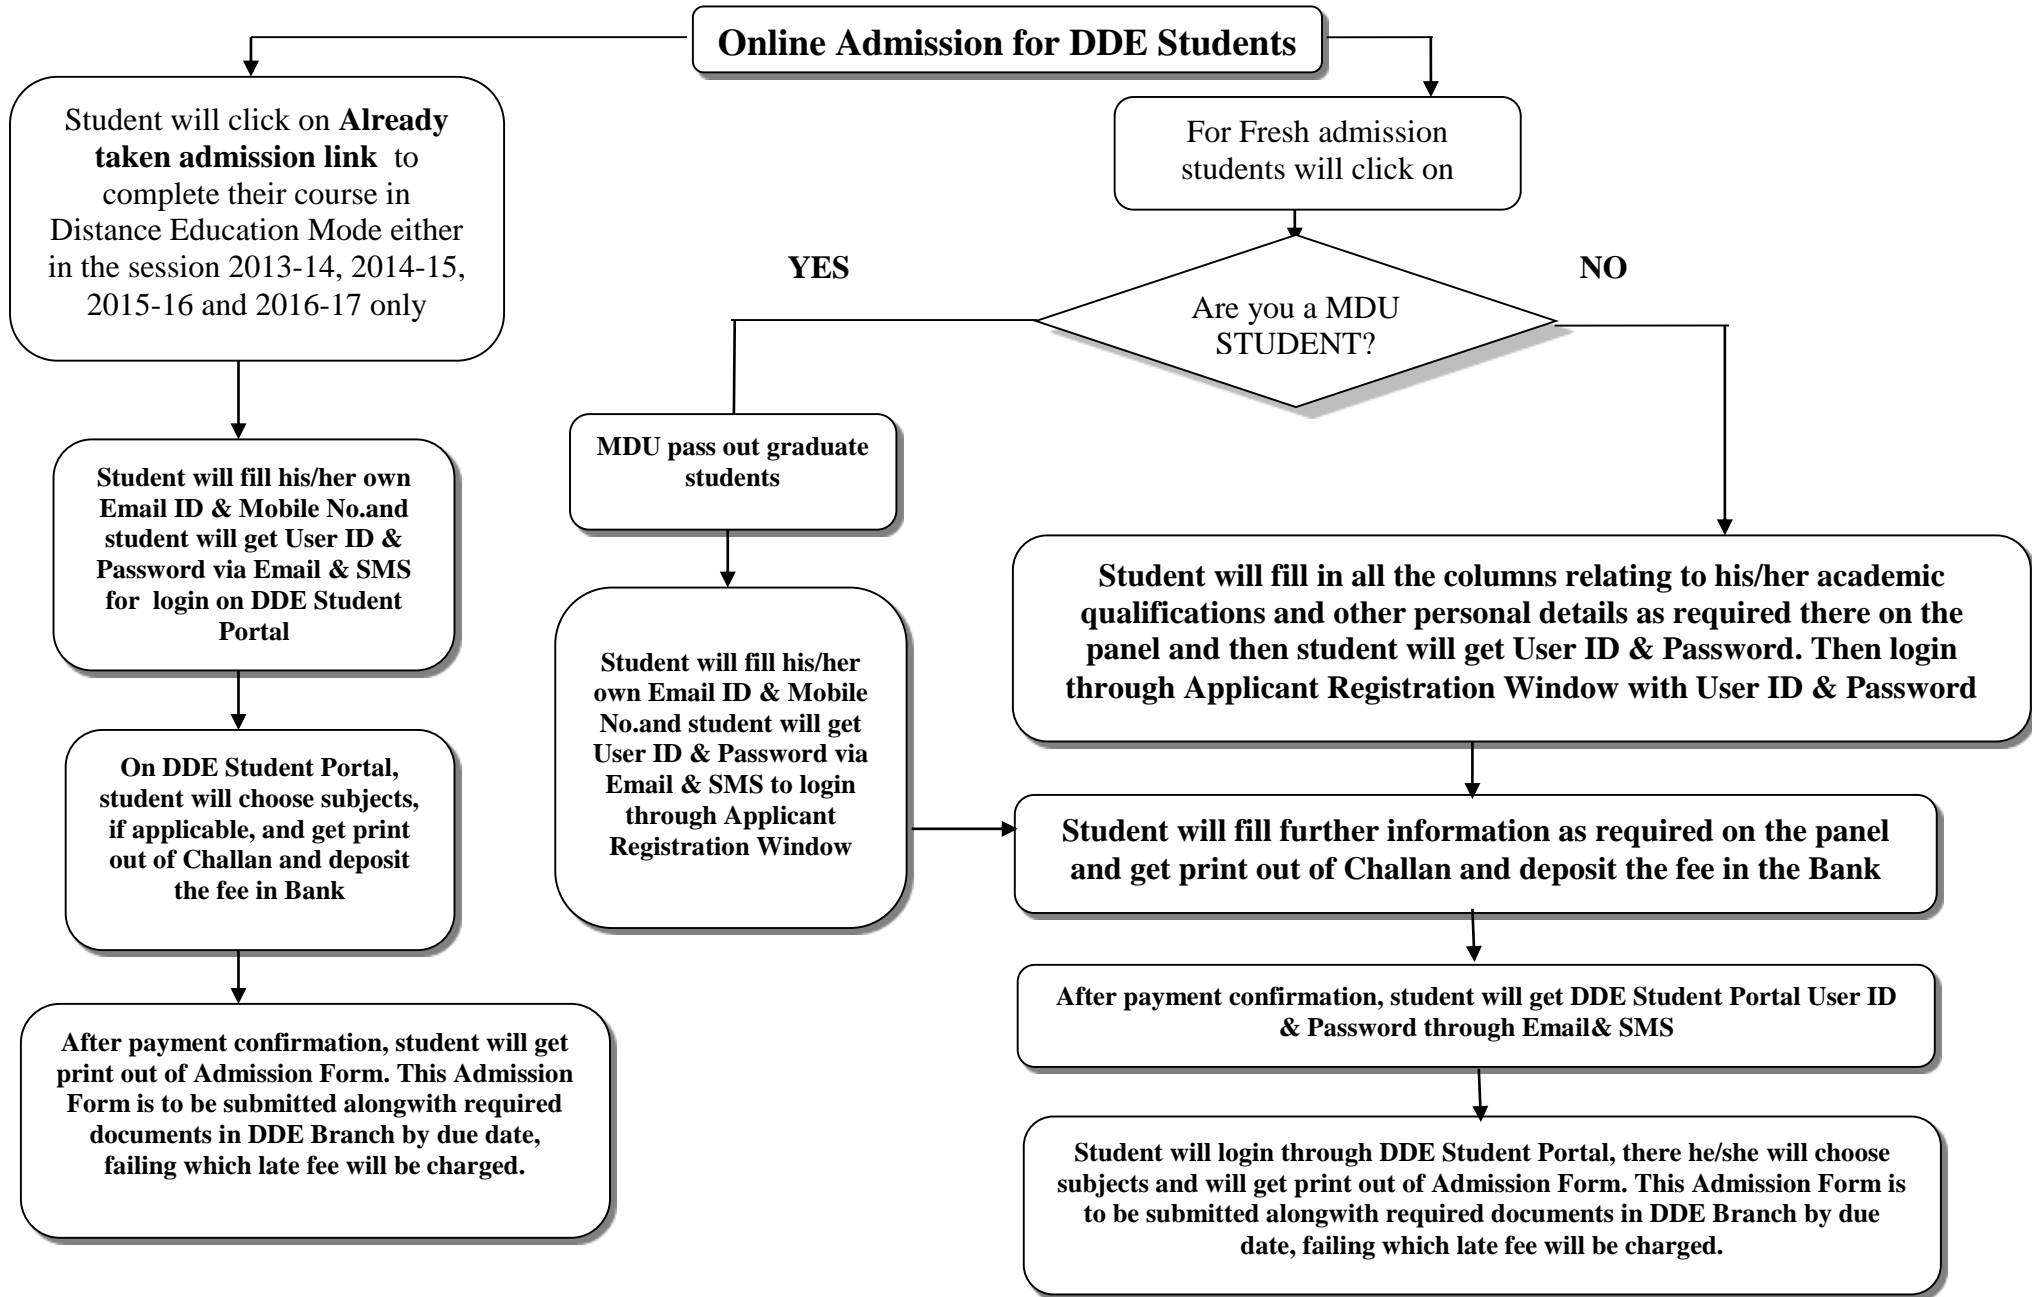 Online Admission for DDE Students
Student will click on Already
taken admission link to
complete their course in
Distance Education Mode either
in the session 2013-14, 2014-15,
2015-16 and 2016-17 only
Student will fill his/her own
Email ID & Mobile No.and
student will get User ID &
Password via Email & SMS
for login on DDE Student
Portal
On DDE Student Portal,
student will choose subjects,
if applicable, and get print
out of Challan and deposit
the fee in Bank
After payment confirmation, student will get
print out of Admission Form. This Admission
Form is to be submitted alongwith required
documents in DDE Branch by due date,
failing which late fee will be charged.
For Fresh admission
students will click on
YES
NO
Are you a MDU
STUDENT?
MDU pass out graduate
students
Student will fill his/her
own Email ID & Mobile
No.and student will get
User ID & Password via
Email & SMS to login
through Applicant
Registration Window
Student will fill in all the columns relating to his/her academic
qualifications and other personal details as required there on the
panel and then student will get User ID & Password. Then login
through Applicant Registration Window with User ID & Password
Student will fill further information as required on the panel
and get print out of Challan and deposit the fee in the Bank
After payment confirmation, student will get DDE Student Portal User ID
& Password through Email& SMS
Student will login through DDE Student Portal, there he/she will choose
subjects and will get print out of Admission Form. This Admission Form is
to be submitted alongwith required documents in DDE Branch by due
date, failing which late fee will be charged.